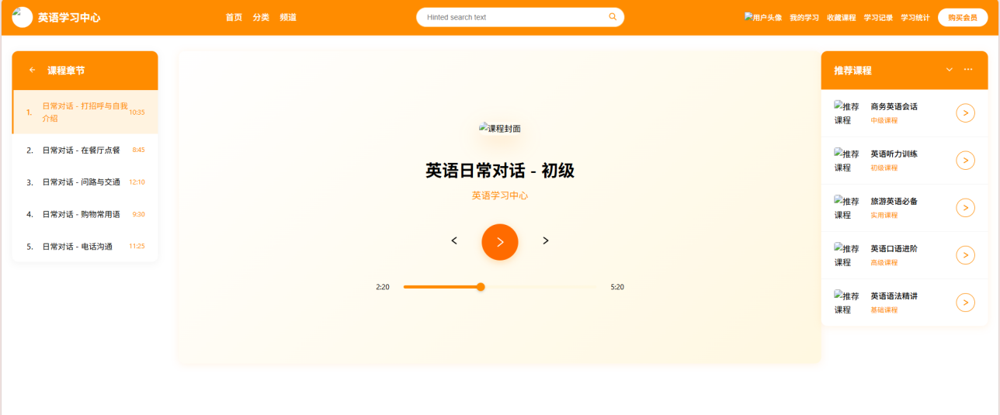 英语学习中心
首页 分类 频道
Hinted search text
用户头像 我的学习 收藏课程 学习记录 学习统计 购买会员
课程章节
1. 日常对话 - 打招呼与自我介绍 10:35
2. 日常对话 - 在餐厅点餐 8:45
3. 日常对话 - 问路与交通 12:10
4. 日常对话 - 购物常用语 9:30
5. 日常对话 - 电话沟通 11:25
课程封面
英语日常对话 - 初级
英语学习中心
2:20 5:20
推荐课程
推荐课程
商务英语会话
中级课程
推荐课程
英语听力训练
初级课程
推荐课程
旅游英语必备
实用课程
推荐课程
英语口语进阶
高级课程
推荐课程
英语语法精讲
基础课程